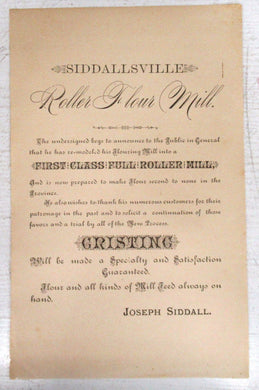 SIDDALLSVILLE
Roller Flour Mill.
The undersigned begs to announce to the Public in General
that he has re-modeled his Flouring Mill into a
FIRST-CLASS FULL ROLLER MILL,
And is now prepared to make Flour second to none in the
Province.
He also wishes to thank his numerous customers for their
patronage in the past and to solicit a continuation of those
favors and a trial by all of the New Process.
GRISTING
Will be made a Specialty and Satisfaction
Guaranteed.
Flour and all kinds of Mill Feed always on
hand.
JOSEPH SIDDALL.